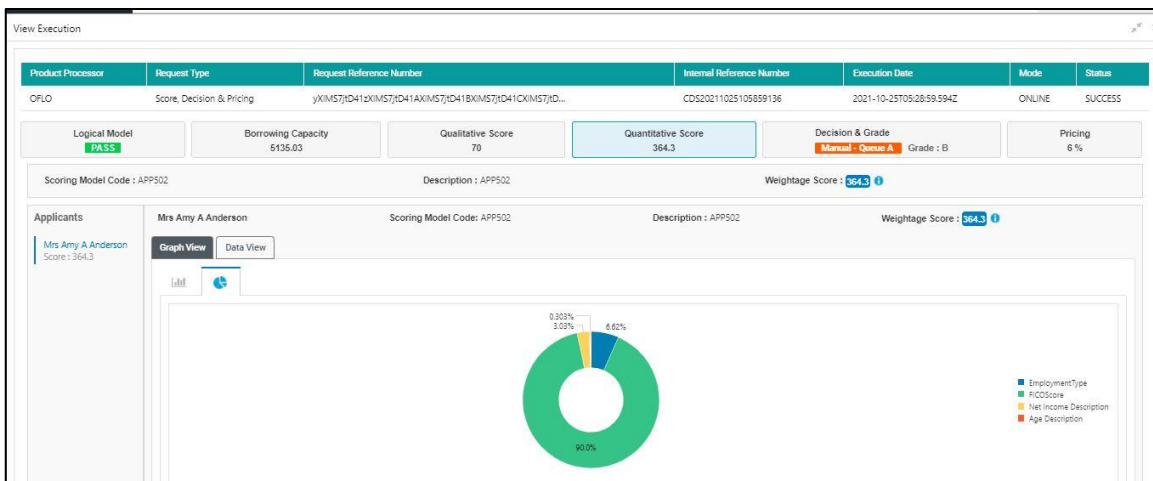 View Execution
Product Processor Request Type Request Reference Number Internal Reference Number Execution Date Mode Status
OFLO Score, Decision & Pricing yXIMS7jtD41zXIMS7jtD41AXIMS7jtD41BXIMS7jtD41CXIMS7jtD... CDS20211025105859136 2021-10-25T05:28:59.594Z ONLINE SUCCESS
Logical Model Borrowing Capacity Qualitative Score Quantitative Score Decision & Grade Pricing
PASS 5135.03 70 364.3 Manual - Queue A Grade : B 6 %
Scoring Model Code : APP502 Description : APP502 Weightage Score : 364.3
Applicants Mrs Amy A Anderson Scoring Model Code: APP502 Description : APP502 Weightage Score : 364.3
Mrs Amy A Anderson
Score : 364.3
Graph View Data View
0.303%
3.03% 6.62%
EmploymentType
FICOScore
Net Income Description
Age Description
90.0%